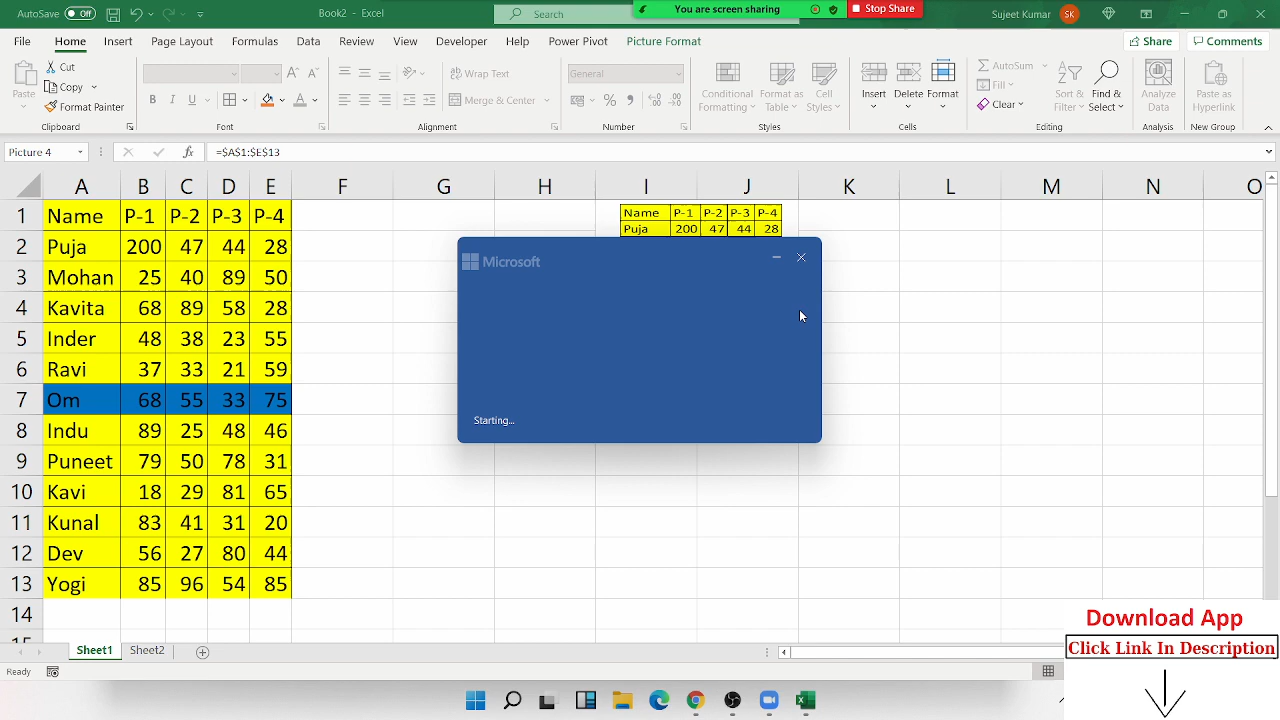 AutoSave Off Book2 - Excel Search You are screen sharing Stop Share Sujeet Kumar SK
File Home Insert Page Layout Formulas Data Review View Developer Help Power Pivot Picture Format Share Comments
Paste Cut Copy Format Painter
Clipboard
B I U A
Font
Wrap Text
Merge & Center
Alignment
General
Number
Conditional Formatting Format as Table Cell Styles
Styles
Insert Delete Format
Cells
AutoSum
Fill
Clear
Sort & Filter Find & Select
Editing
Analyze Data
Analysis
Paste as Hyperlink
New Group
Picture 4 fx =$A$1:$E$13
A B C D E F G H I J K L M N O
1 Name P-1 P-2 P-3 P-4
2 Puja 200 47 44 28
3 Mohan 25 40 89 50
4 Kavita 68 89 58 28
5 Inder 48 38 23 55
6 Ravi 37 33 21 59
7 Om 68 55 33 75
8 Indu 89 25 48 46
9 Puneet 79 50 78 31
10 Kavi 18 29 81 65
11 Kunal 83 41 31 20
12 Dev 56 27 80 44
13 Yogi 85 96 54 85
14
Name P-1 P-2 P-3 P-4
Puja 200 47 44 28
Microsoft
Starting...
Sheet1 Sheet2
Ready
Download App
Click Link In Description